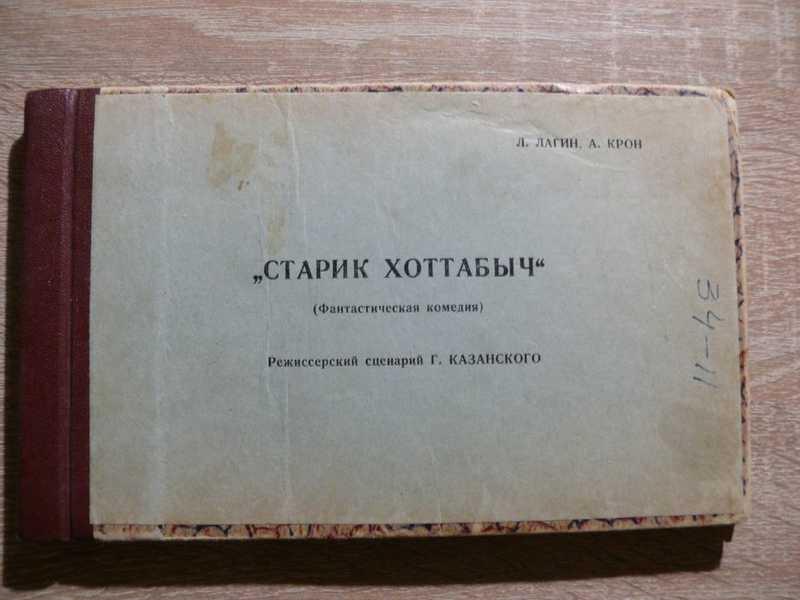 Л. ЛАГИН, А. КРОН
„СТАРИК ХОТТАБЫЧ“
(Фантастическая комедия)
Режиссерский сценарий Г. КАЗАНСКОГО
34-11